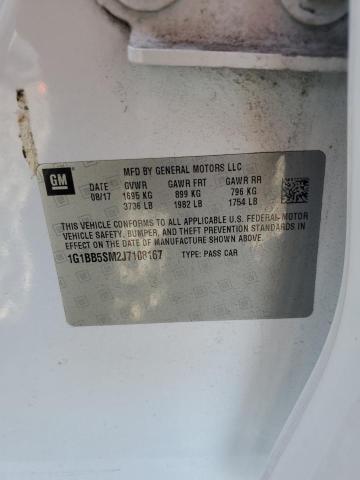 GM
MFD BY GENERAL MOTORS LLC
DATE GVWR GAWR FRT GAWR RR
08/17 1695 KG 899 KG 796 KG
3736 LB 1982 LB 1754 LB
THIS VEHICLE CONFORMS TO ALL APPLICABLE U.S. FEDERAL MOTOR
VEHICLE SAFETY, BUMPER, AND THEFT PREVENTION STANDARDS
IN EFFECT ON THE DATE OF MANUFACTURE SHOWN ABOVE.
1G1BB5SM2J7108167 TYPE: PASS CAR